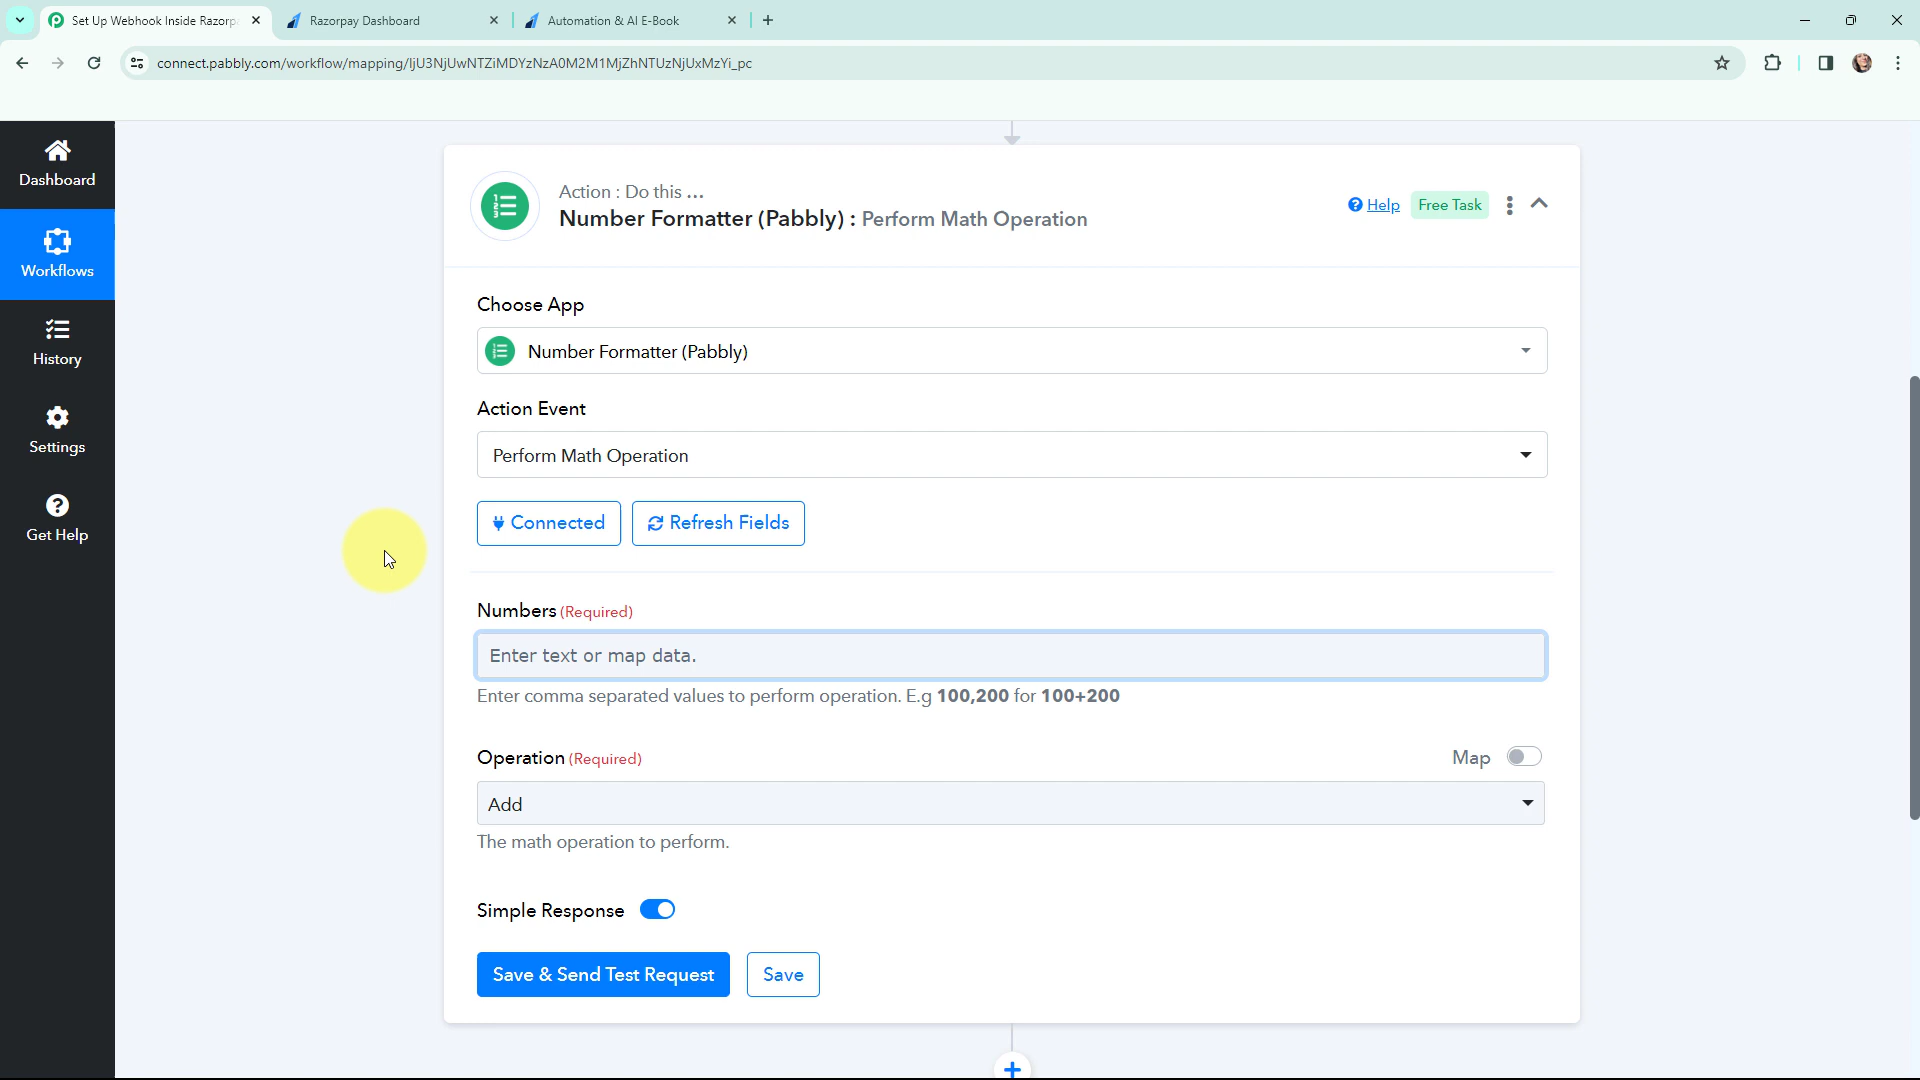 Set Up Webhook Inside Razorp
Razorpay Dashboard
Automation & AI E-Book
connect.pabbly.com/workflow/mapping/IjU3NjUwNTZiMDYzNzA0M2M1MjZhNTUzNjUxMzYi_pc
Dashboard
Workflows
History
Settings
Get Help
Action : Do this ...
Number Formatter (Pabbly) : Perform Math Operation
Help
Free Task
Choose App
Number Formatter (Pabbly)
Action Event
Perform Math Operation
Connected
Refresh Fields
Numbers (Required)
Enter text or map data.
Enter comma separated values to perform operation. E.g 100,200 for 100+200
Operation (Required)
Map
Add
The math operation to perform.
Simple Response
Save & Send Test Request
Save